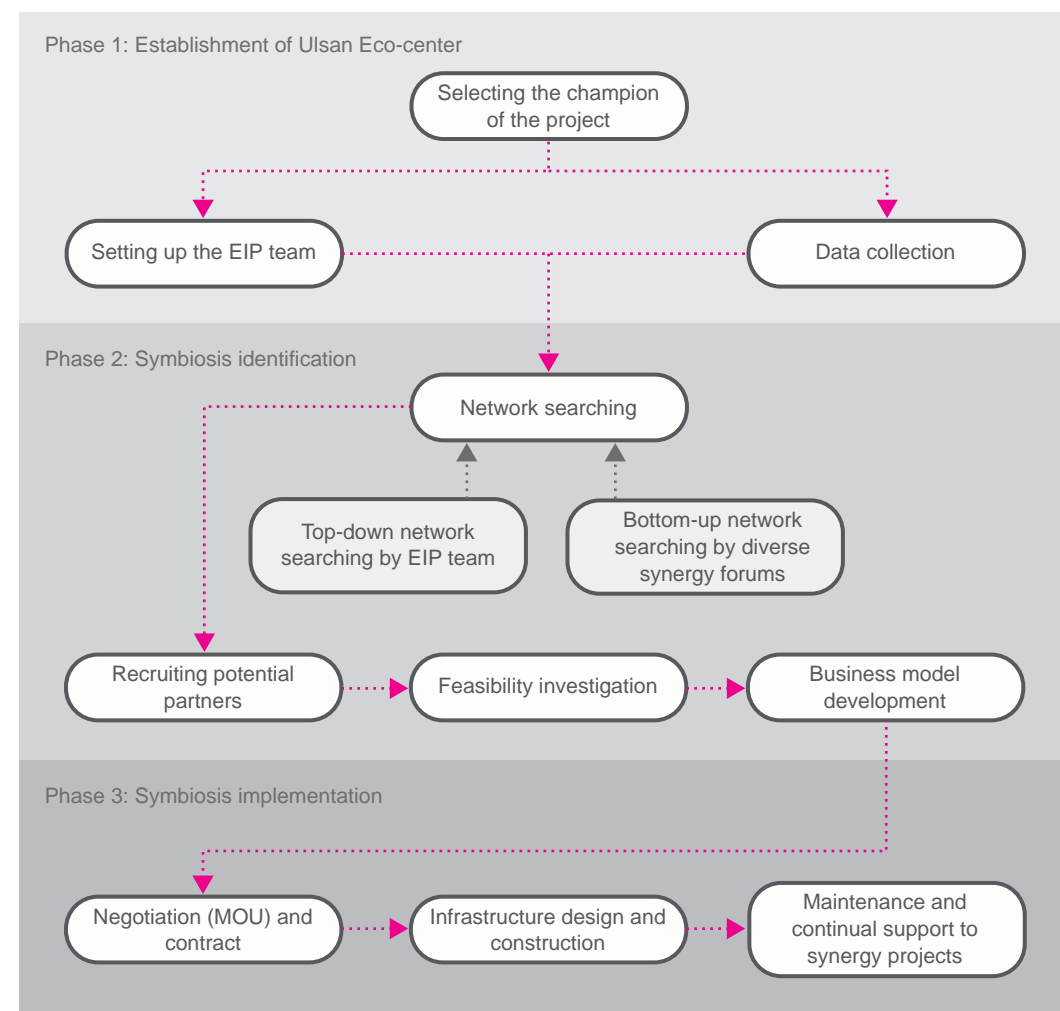 Phase 1: Establishment of Ulsan Eco-center
Selecting the champion
of the project
Setting up the EIP team
Data collection
Phase 2: Symbiosis identification
Network searching
Top-down network
searching by EIP team
Bottom-up network
searching by diverse
synergy forums
Recruiting potential
partners
Feasibility investigation
Business model
development
Phase 3: Symbiosis implementation
Negotiation (MOU) and
contract
Infrastructure design and
construction
Maintenance and
continual support to
synergy projects